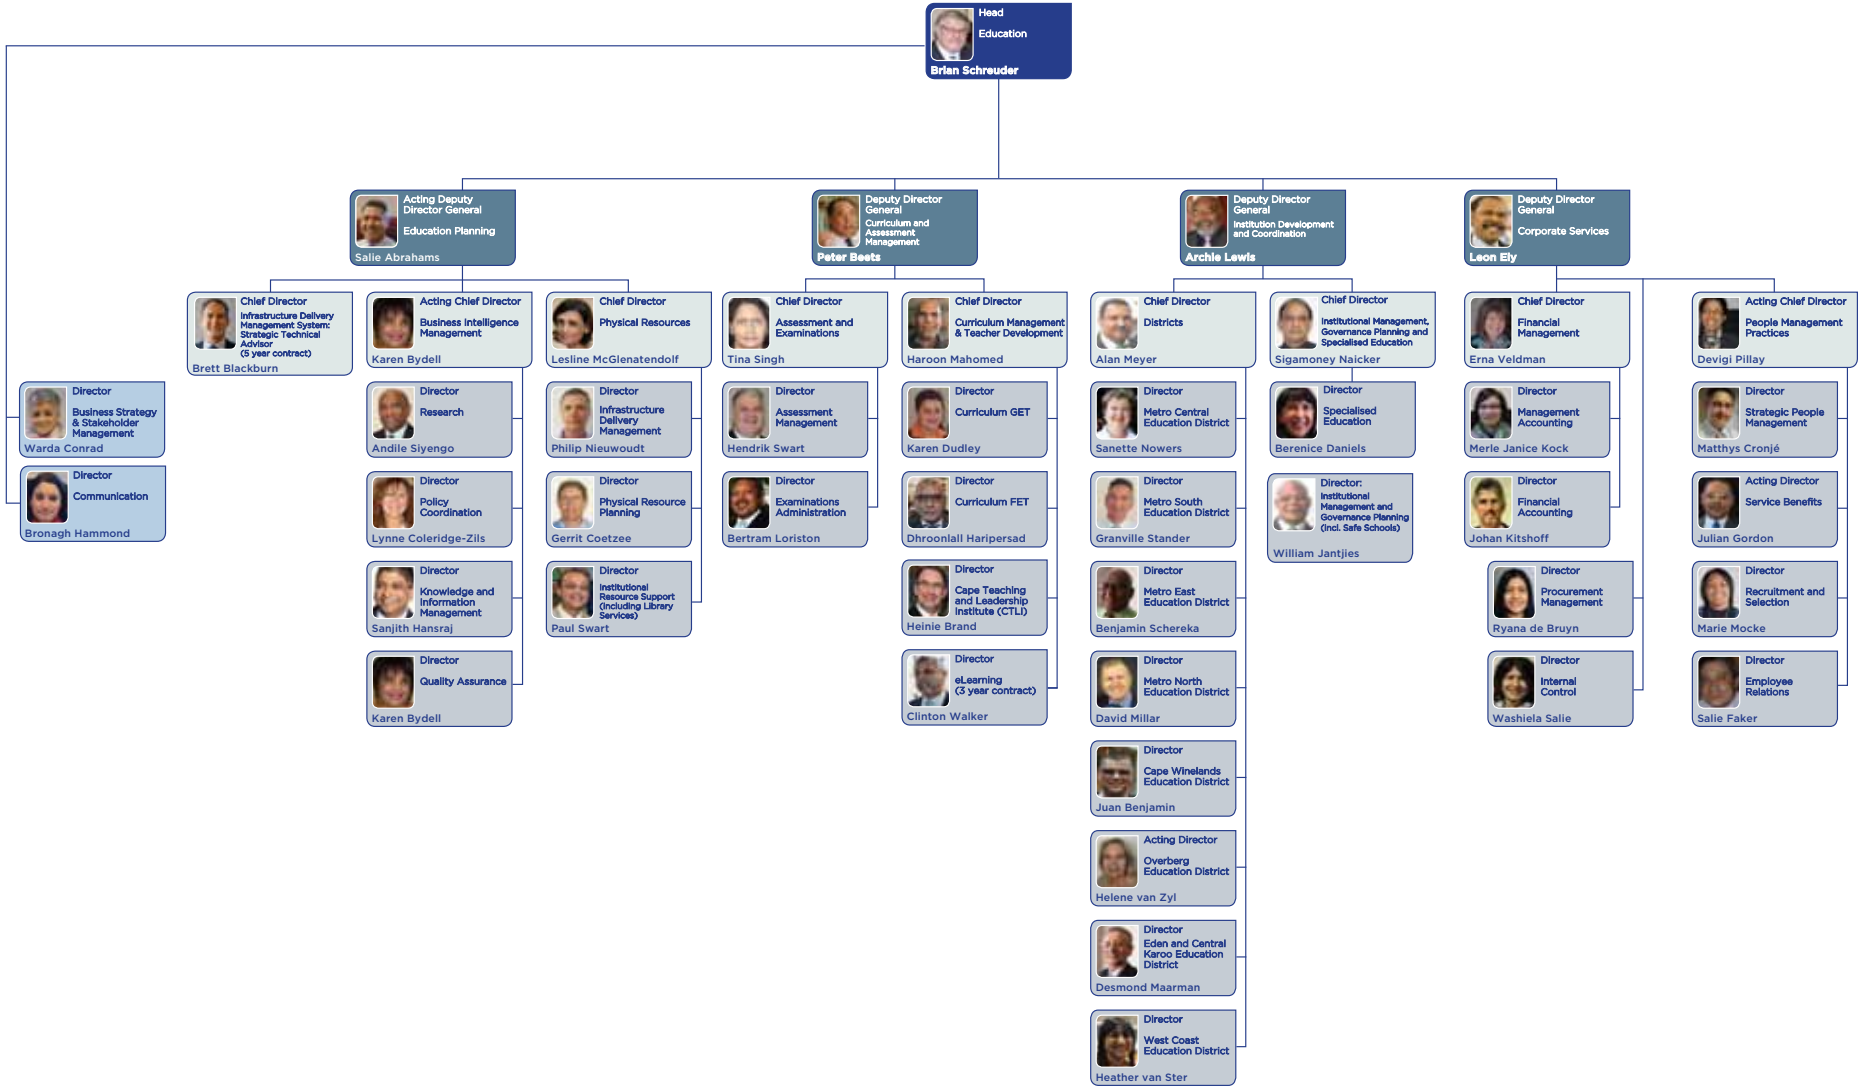 Head
Education
Brian Schreuder
Acting Deputy
Director General
Education Planning
Salie Abrahams
Deputy Director
General
Curriculum and
Assessment
Management
Peter Beets
Deputy Director
General
Institution Development
and Coordination
Archie Lewis
Deputy Director
General
Corporate Services
Leon Ely
Chief Director
Infrastructure Delivery
Management System:
Strategic Technical
Advisor
(5 year contract)
Brett Blackburn
Acting Chief Director
Business Intelligence
Management
Karen Bydell
Chief Director
Physical Resources
Lesline McGlenatendolf
Chief Director
Assessment and
Examinations
Tina Singh
Chief Director
Curriculum Management
& Teacher Development
Haroon Mahomed
Chief Director
Districts
Alan Meyer
Chief Director
Institutional Management,
Governance Planning and
Specialised Education
Sigamoney Naicker
Chief Director
Financial
Management
Erna Veldman
Acting Chief Director
People Management
Practices
Devigi Pillay
Director
Business Strategy
& Stakeholder
Management
Warda Conrad
Director
Communication
Bronagh Hammond
Director
Research
Andile Siyengo
Director
Policy
Coordination
Lynne Coleridge-Zils
Director
Knowledge and
Information
Management
Sanjith Hansraj
Director
Quality Assurance
Karen Bydell
Director
Infrastructure
Delivery
Management
Philip Nieuwoudt
Director
Physical Resource
Planning
Gerrit Coetzee
Director
Institutional
Resource Support
(including Library
Services)
Paul Swart
Director
Assessment
Management
Hendrik Swart
Director
Examinations
Administration
Bertram Loriston
Director
Curriculum GET
Karen Dudley
Director
Curriculum FET
Dhroonlall Haripersad
Director
Cape Teaching
and Leadership
Institute (CTLI)
Heinie Brand
Director
eLearning
(3 year contract)
Clinton Walker
Director
Metro Central
Education District
Sanette Nowers
Director
Metro South
Education District
Granville Stander
Director
Metro East
Education District
Benjamin Schereka
Director
Metro North
Education District
David Millar
Director
Cape Winelands
Education District
Juan Benjamin
Acting Director
Overberg
Education District
Helene van Zyl
Director
Eden and Central
Karoo Education
District
Desmond Maarman
Director
West Coast
Education District
Heather van Ster
Director
Specialised
Education
Berenice Daniels
Director:
Institutional
Management and
Governance Planning
(incl. Safe Schools)
William Jantjies
Director
Management
Accounting
Merle Janice Kock
Director
Financial
Accounting
Johan Kitshoff
Director
Procurement
Management
Ryana de Bruyn
Director
Internal
Control
Washiela Salie
Director
Strategic People
Management
Matthys Cronjé
Acting Director
Service Benefits
Julian Gordon
Director
Recruitment and
Selection
Marie Mocke
Director
Employee
Relations
Salie Faker